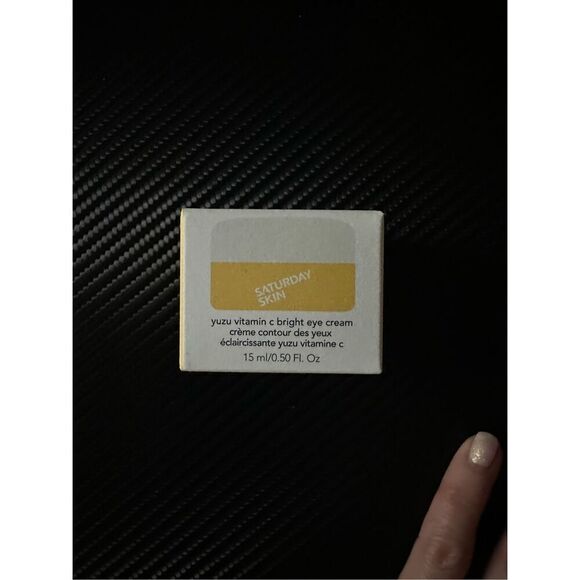 SATURDAY
SKIN
yuzu vitamin c bright eye cream
crème contour des yeux
éclaircissante yuzu vitamine c
15 ml/0.50 Fl. Oz